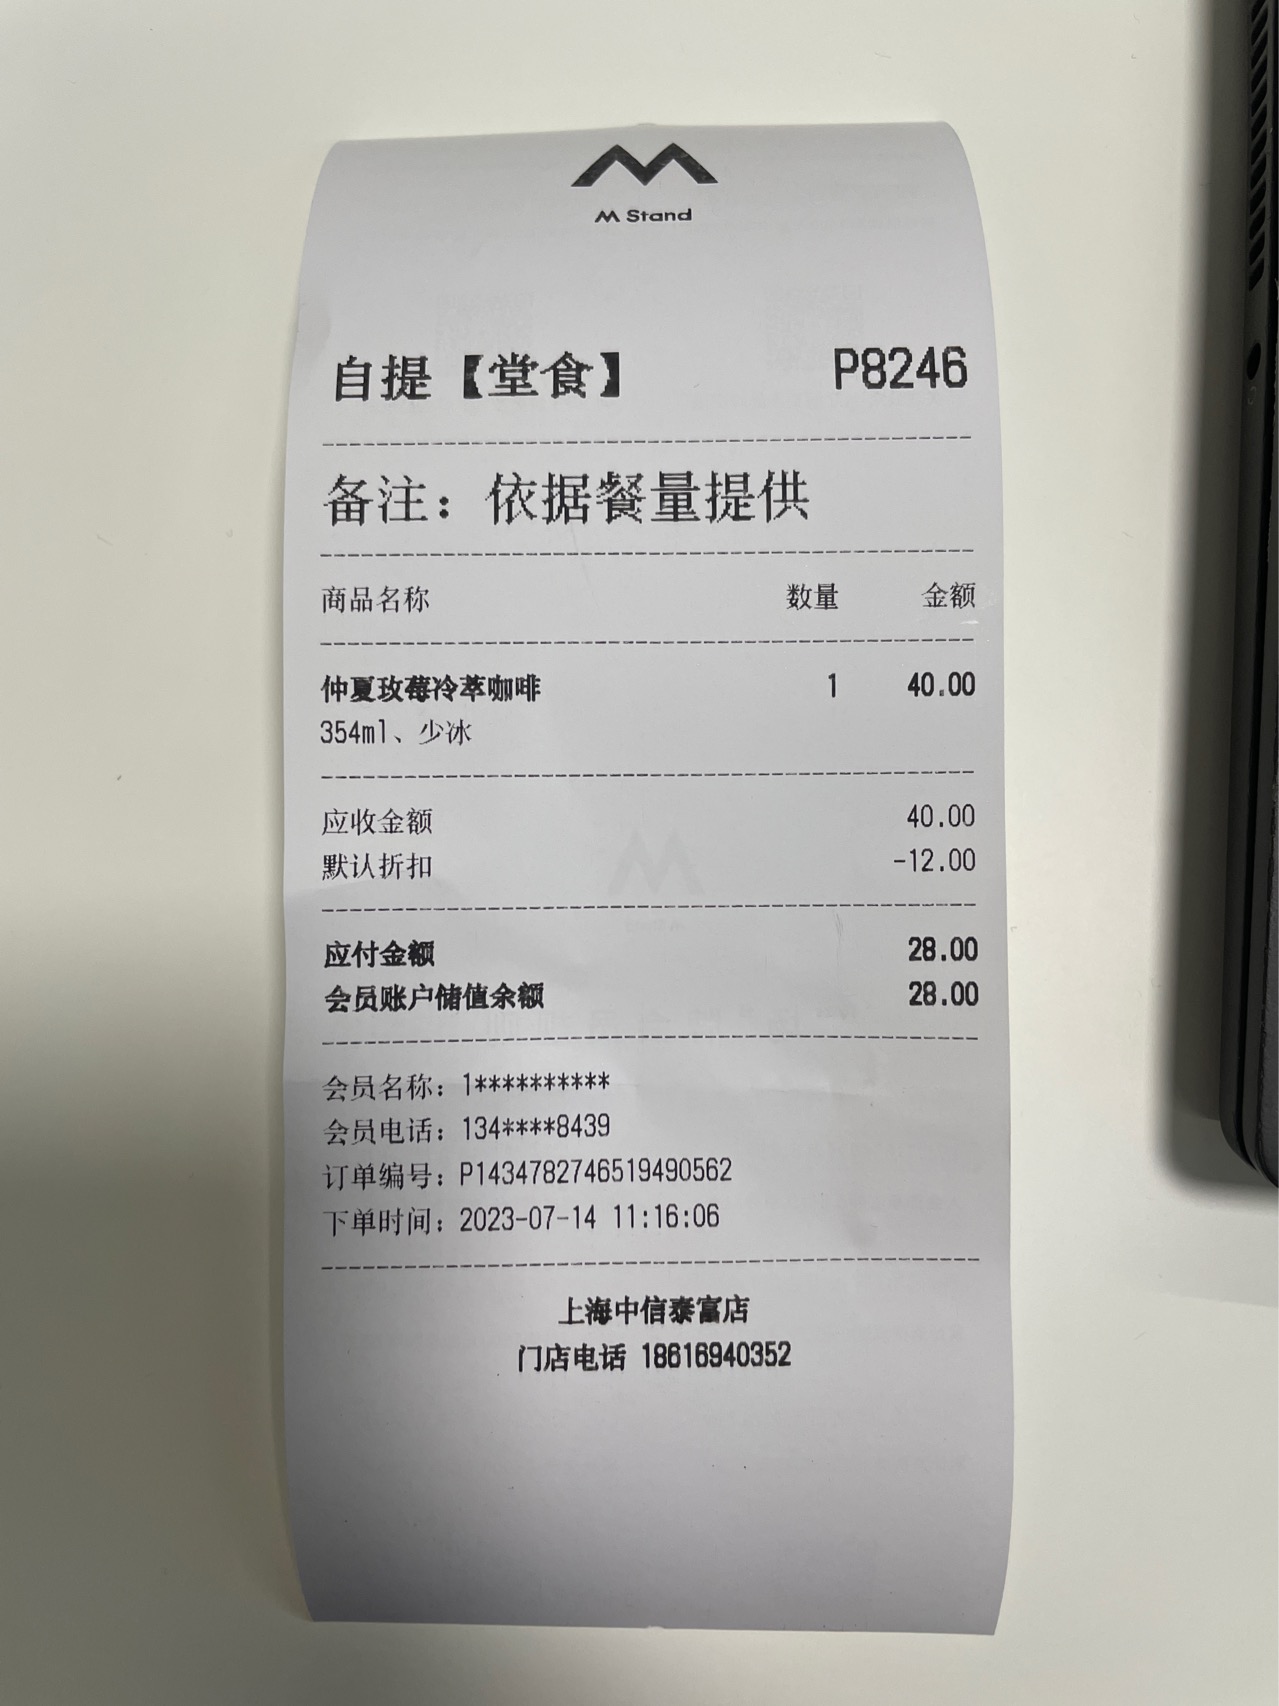 M Stand
自提【堂食】 P8246
备注：依据餐量提供
商品名称 数量 金额
仲夏玫莓冷萃咖啡 1 40.00
354ml、少冰
应收金额 40.00
默认折扣 -12.00
应付金额 28.00
会员账户储值余额 28.00
会员名称：1**********
会员电话：134****8439
订单编号：P1434782746519490562
下单时间：2023-07-14 11:16:06
上海中信泰富店
门店电话 18616940352